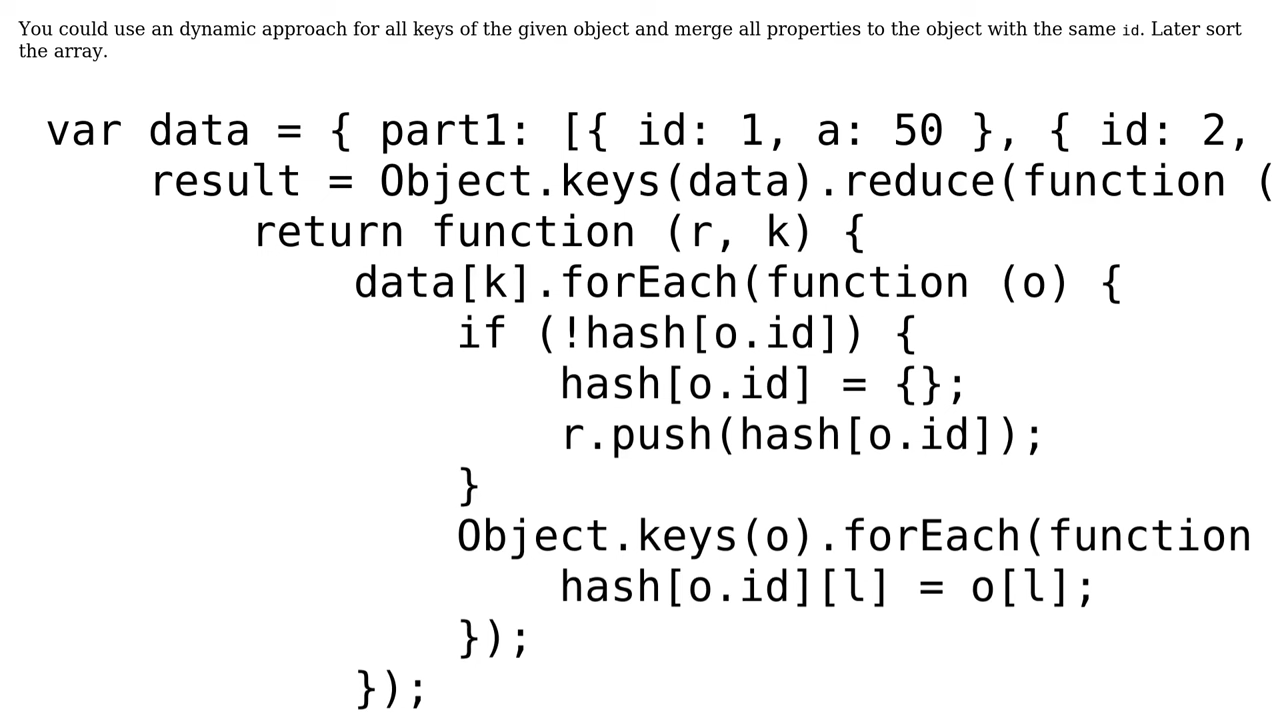 You could use an dynamic approach for all keys of the given object and merge all properties to the object with the same id. Later sort
the array.
var data = { part1: [{ id: 1, a: 50 }, { id: 2,
result = Object.keys(data).reduce(function (
return function (r, k) {
data[k].forEach(function (o) {
if (!hash[o.id]) {
hash[o.id] = {};
r.push(hash[o.id]);
}
Object.keys(o).forEach(function
hash[o.id][l] = o[l];
});
});